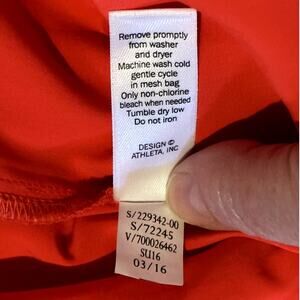 Remove promptly
from washer
and dryer
Machine wash cold
gentle cycle
in mesh bag
Only non-chlorine
bleach when needed
Tumble dry low
Do not iron
DESIGN ©
ATHLETA, INC
S/229342-00
S/72245
V/700026462
SU16
03/16